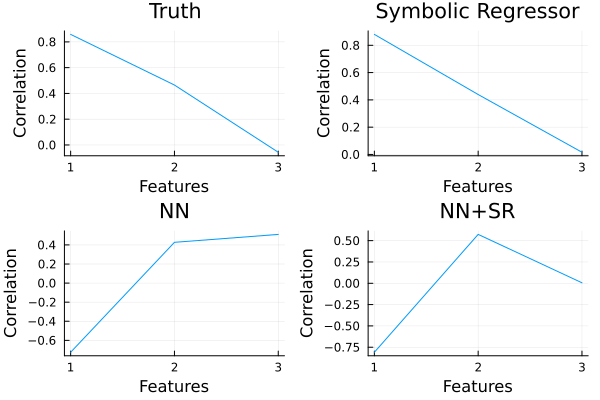 Truth
Correlation
0.8
0.6
0.4
0.2
0.0
1
2
3
Features
Symbolic Regressor
Correlation
0.8
0.6
0.4
0.2
0.0
1
2
3
Features
NN
Correlation
0.4
0.2
0.0
−0.2
−0.4
−0.6
1
2
3
Features
NN+SR
Correlation
0.50
0.25
0.00
−0.25
−0.50
−0.75
1
2
3
Features